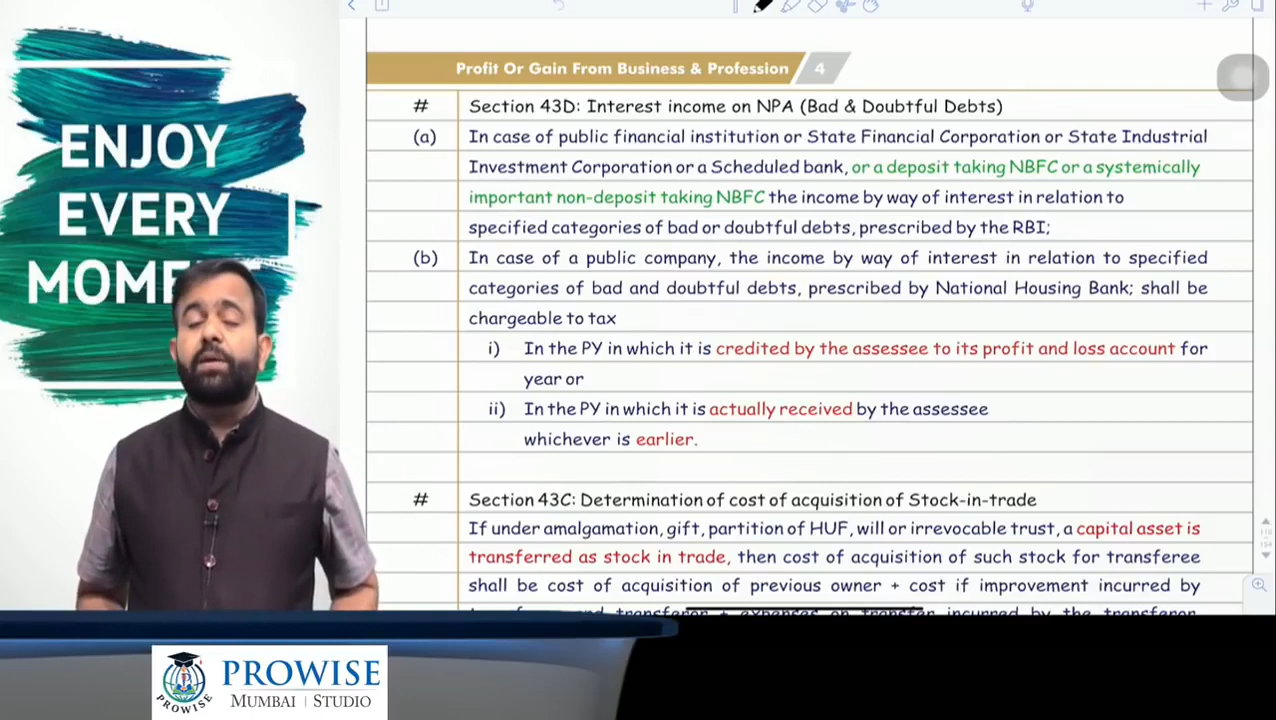 ENJOY
EVERY
Profit Or Gain From Business & Profession 4
# Section 43D: Interest income on NPA (Bad & Doubtful Debts)
(a) In case of public financial institution or State Financial Corporation or State Industrial
Investment Corporation or a Scheduled bank, or a deposit taking NBFC or a systemically
important non-deposit taking NBFC the income by way of interest in relation to
specified categories of bad or doubtful debts, prescribed by the RBI;
(b) In case of a public company, the income by way of interest in relation to specified
categories of bad and doubtful debts, prescribed by National Housing Bank; shall be
chargeable to tax
i) In the PY in which it is credited by the assessee to its profit and loss account for
year or
ii) In the PY in which it is actually received by the assessee
whichever is earlier.
# Section 43C: Determination of cost of acquisition of Stock-in-trade
If under amalgamation, gift, partition of HUF, will or irrevocable trust, a capital asset is
transferred as stock in trade, then cost of acquisition of such stock for transferee
shall be cost of acquisition of previous owner + cost if improvement incurred by
+ expenses on transfer incurred by the transferor.
PROWISE
MUMBAI | STUDIO
PROWISE